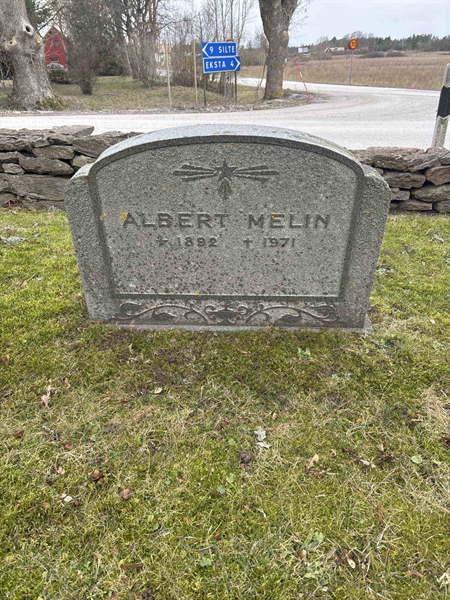 9 SILTE
EKSTA 4
ALBERT MELIN
* 1892 † 1971